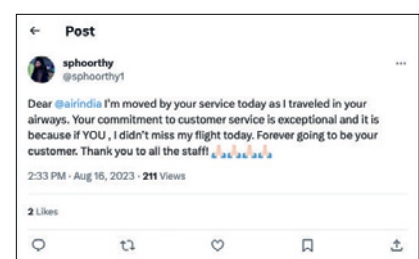 ← Post
sphoorthy
@sphoorthy1
Dear @airindia I'm moved by your service today as I traveled in your
airways. Your commitment to customer service is exceptional and it is
because if YOU , I didn't miss my flight today. Forever going to be your
customer. Thank you to all the staff! 🙏🏻🙏🏻🙏🏻🙏🏻
2:33 PM · Aug 16, 2023 · 211 Views
2 Likes